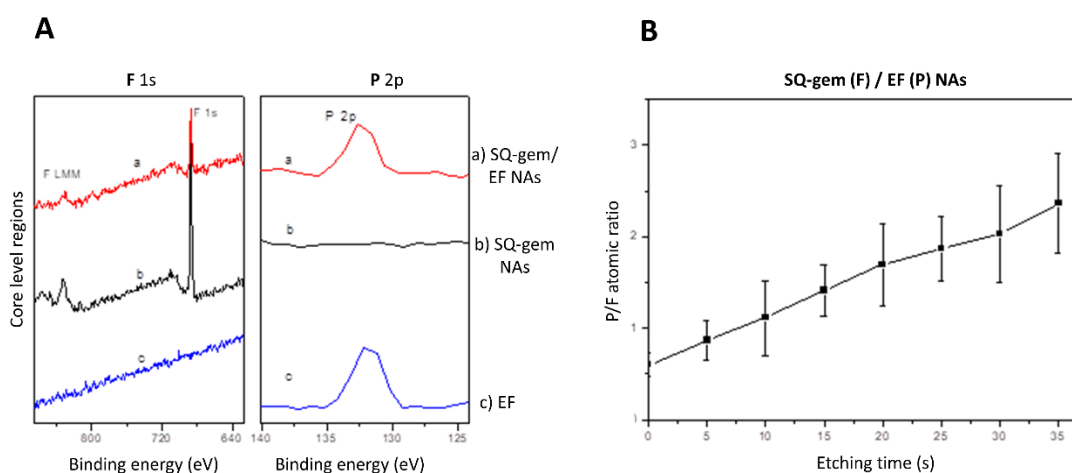 A
B
F 1s
P 2p
SQ-gem (F) / EF (P) NAs
F 1s
P 2p
a
a
a) SQ-gem/
EF NAs
F LMM
b
b
b) SQ-gem
NAs
c
c
c) EF
Core level regions
800
720
640
140
135
130
125
Binding energy (eV)
Binding energy (eV)
P/F atomic ratio
3
2
1
0
5
10
15
20
25
30
35
Etching time (s)